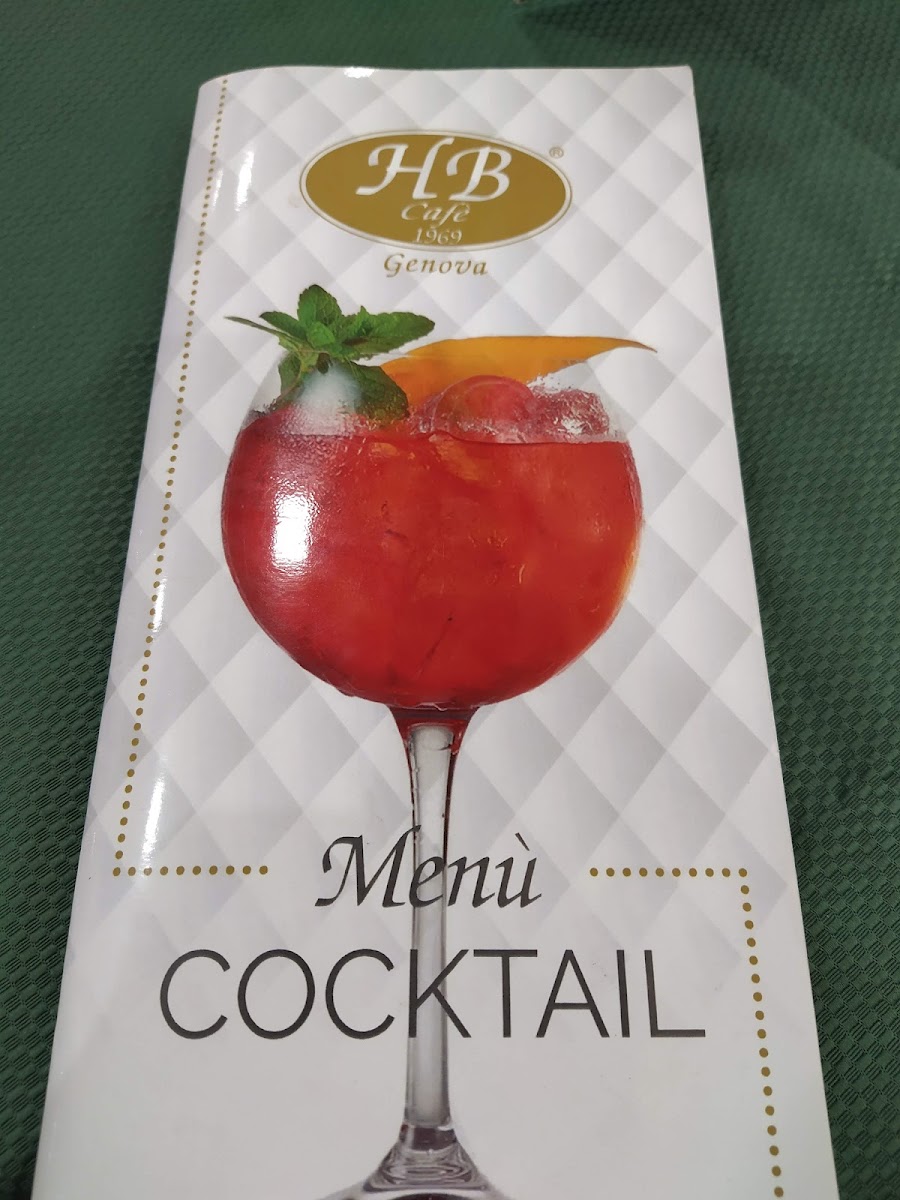 HB®
Cafè
1969
Genova
Menù
COCKTAIL